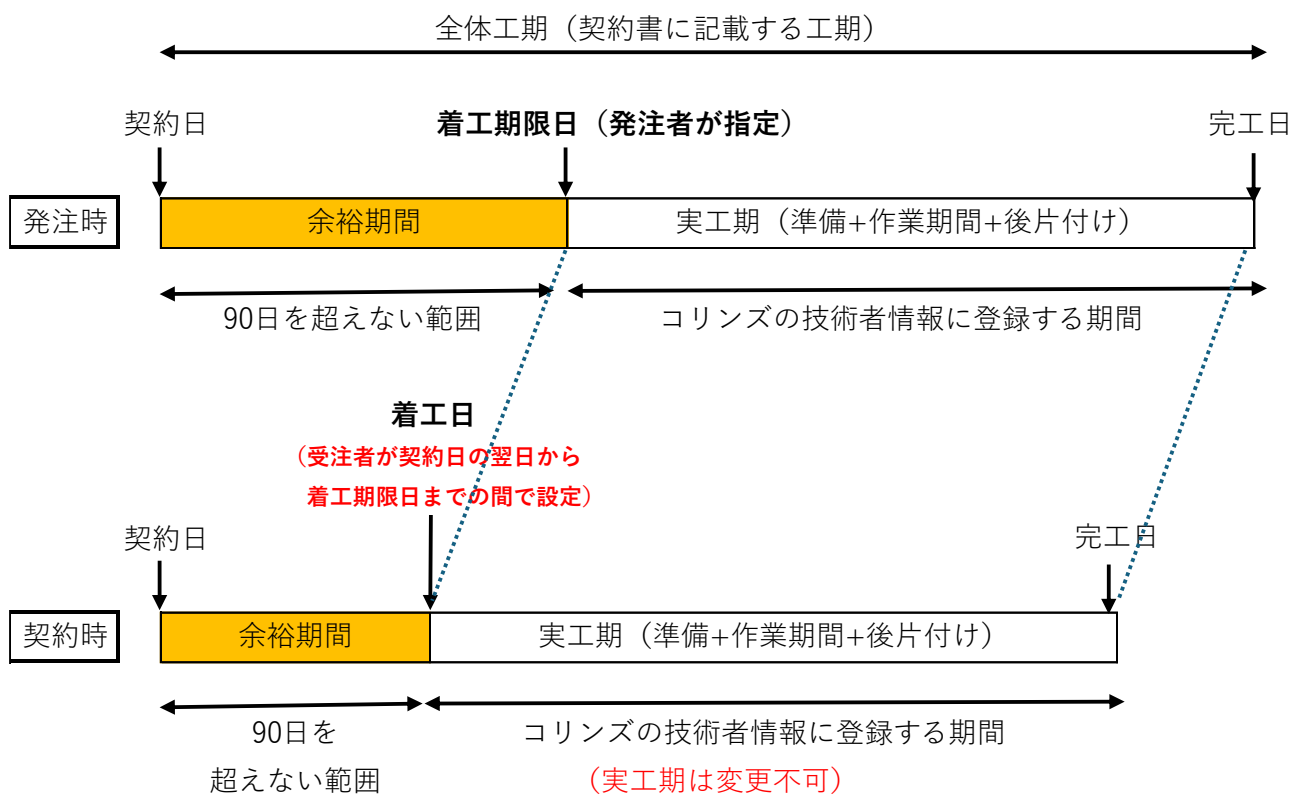 全体工期（契約書に記載する工期）
契約日
着工期限日（発注者が指定）
完工日
発注時
余裕期間
実工期（準備+作業期間+後片付け）
90日を超えない範囲
コリンズの技術者情報に登録する期間
着工日
（受注者が契約日の翌日から
着工期限日までの間で設定）
契約日
完工日
契約時
余裕期間
実工期（準備+作業期間+後片付け）
90日を
超えない範囲
コリンズの技術者情報に登録する期間
（実工期は変更不可）